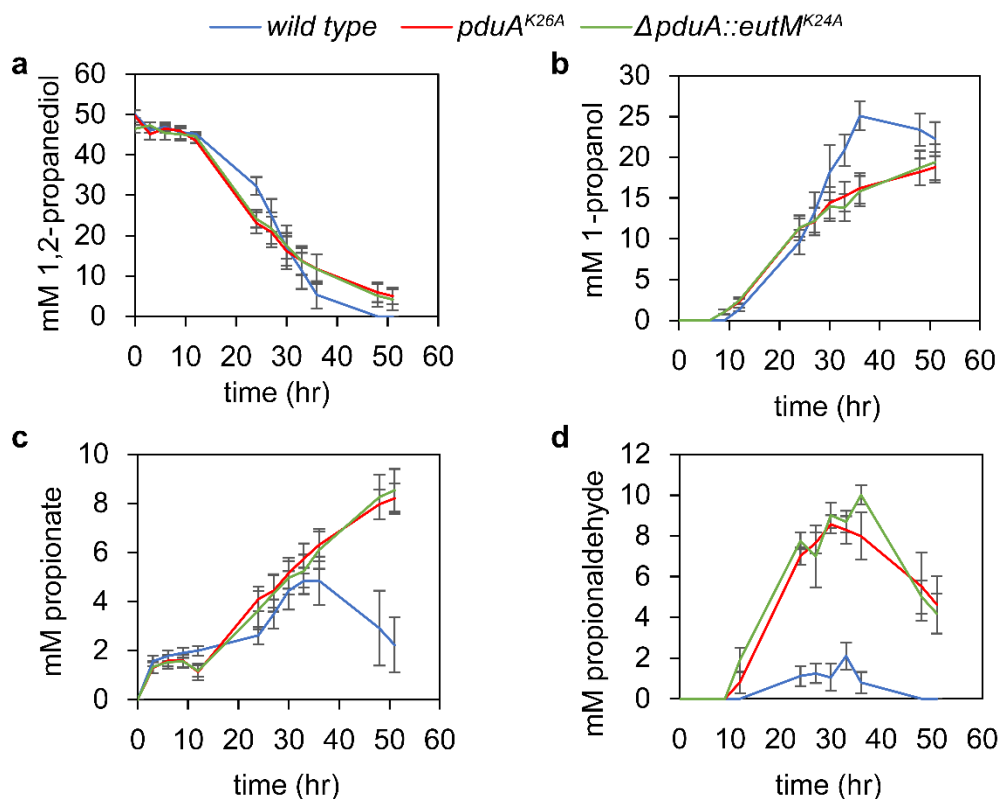 wild type pduA^K26A ΔpduA::eutM^K24A
a
mM 1,2-propanediol
60
50
40
30
20
10
0
0 10 20 30 40 50 60
time (hr)
b
mM 1-propanol
30
25
20
15
10
5
0
0 10 20 30 40 50 60
time (hr)
c
mM propionate
10
8
6
4
2
0
0 10 20 30 40 50 60
time (hr)
d
mM propionaldehyde
12
10
8
6
4
2
0
0 10 20 30 40 50 60
time (hr)